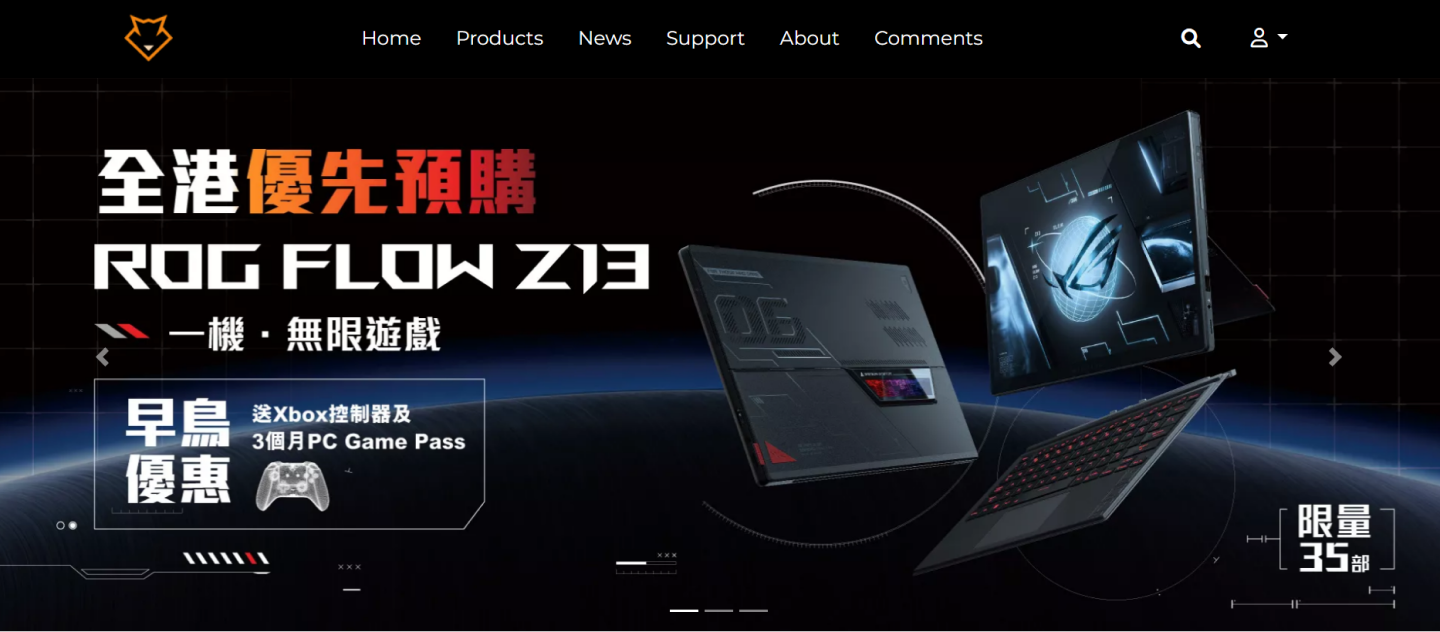 Home Products News Support About Comments
全港優先預購
ROG FLOW Z13
一機・無限遊戲
早鳥優惠
送Xbox控制器及
3個月PC Game Pass
06
限量
35部